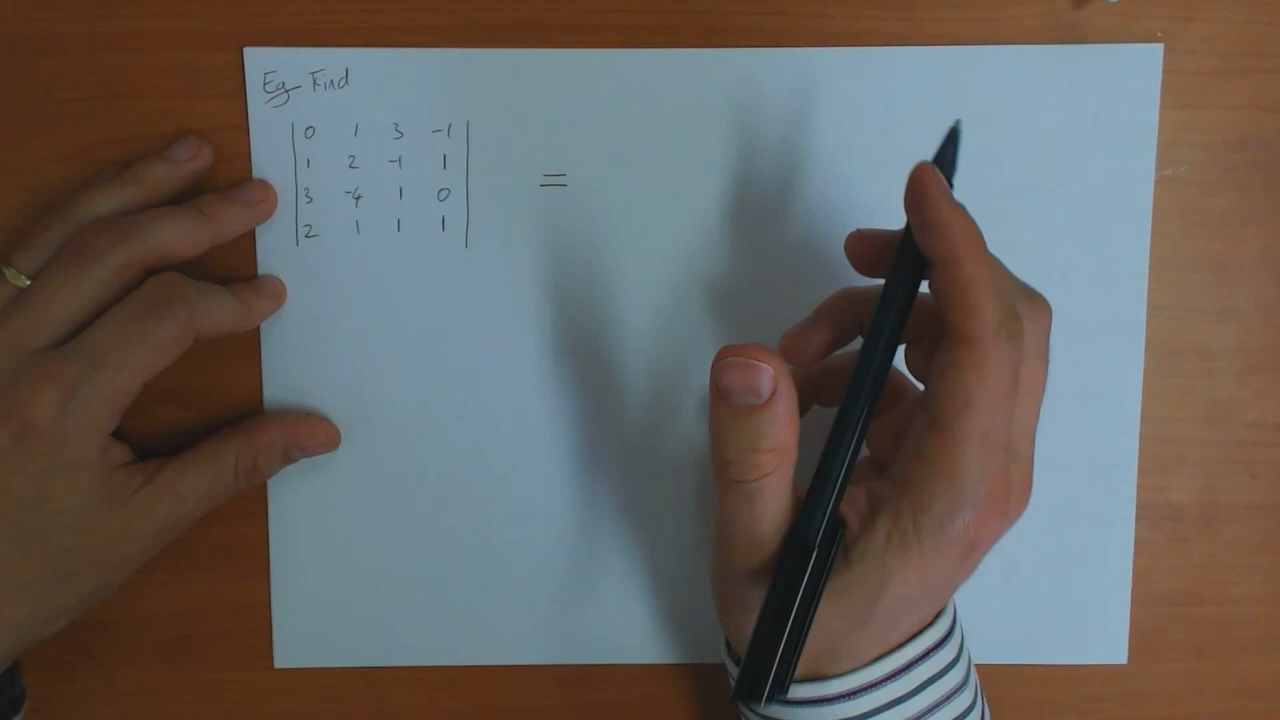 Eg Find
| 0 1 3 -1 |
| 1 2 -1 1 | =
| 3 -4 1 0 |
| 2 1 1 1 |